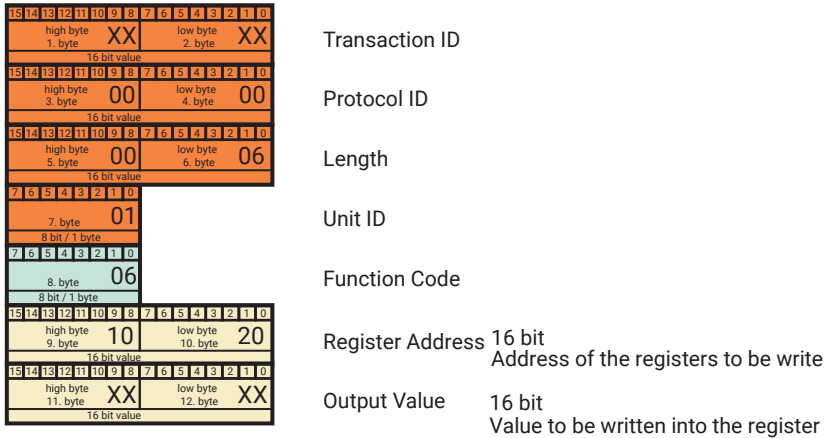 15 14 13 12 11 10 9 8 7 6 5 4 3 2 1 0
high byte XX low byte XX
1. byte 2. byte
16 bit value
Transaction ID
15 14 13 12 11 10 9 8 7 6 5 4 3 2 1 0
high byte 00 low byte 00
3. byte 4. byte
16 bit value
Protocol ID
15 14 13 12 11 10 9 8 7 6 5 4 3 2 1 0
high byte 00 low byte 06
5. byte 6. byte
16 bit value
Length
7 6 5 4 3 2 1 0
7. byte 01
8 bit / 1 byte
Unit ID
7 6 5 4 3 2 1 0
8. byte 06
8 bit / 1 byte
Function Code
15 14 13 12 11 10 9 8 7 6 5 4 3 2 1 0
high byte 10 low byte 20
9. byte 10. byte
16 bit value
Register Address 16 bit
Address of the registers to be write
15 14 13 12 11 10 9 8 7 6 5 4 3 2 1 0
high byte XX low byte XX
11. byte 12. byte
16 bit value
Output Value 16 bit
Value to be written into the register